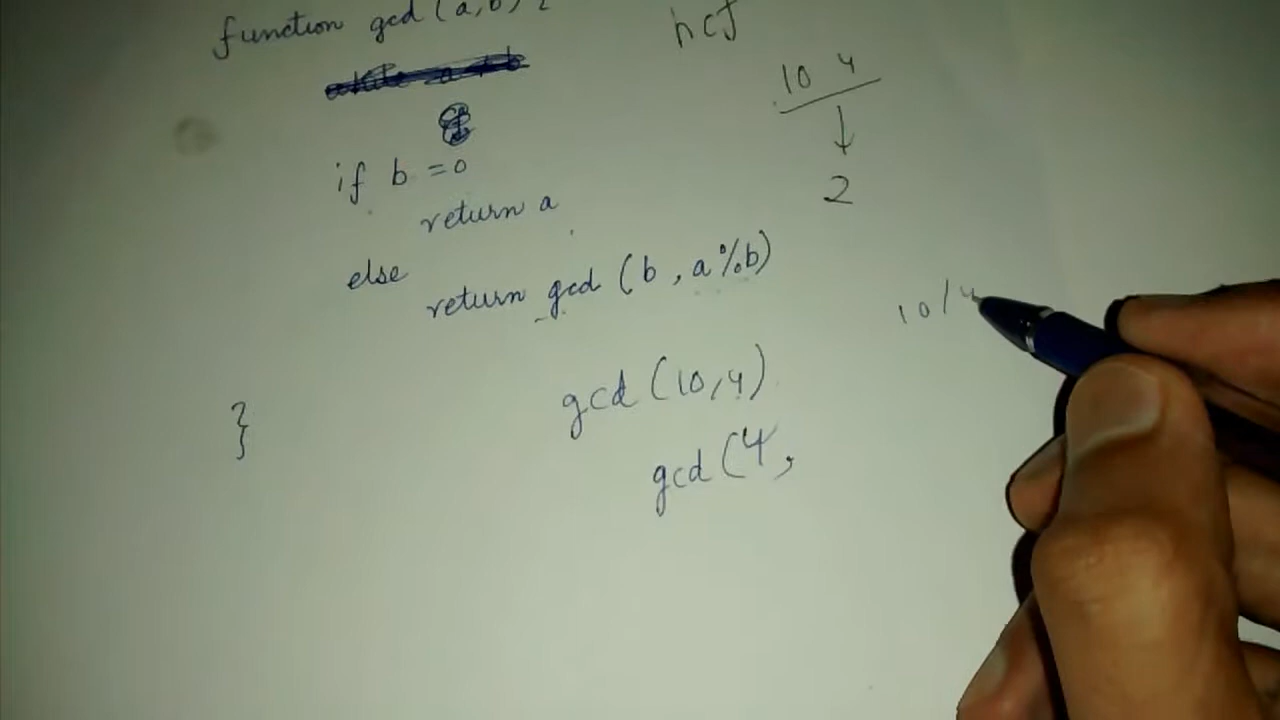 function gcd (a,b) {
hcf
10 4
2
if b = 0
return a
else
return gcd (b , a%b)
10/4
gcd (10,4)
}
gcd (4,